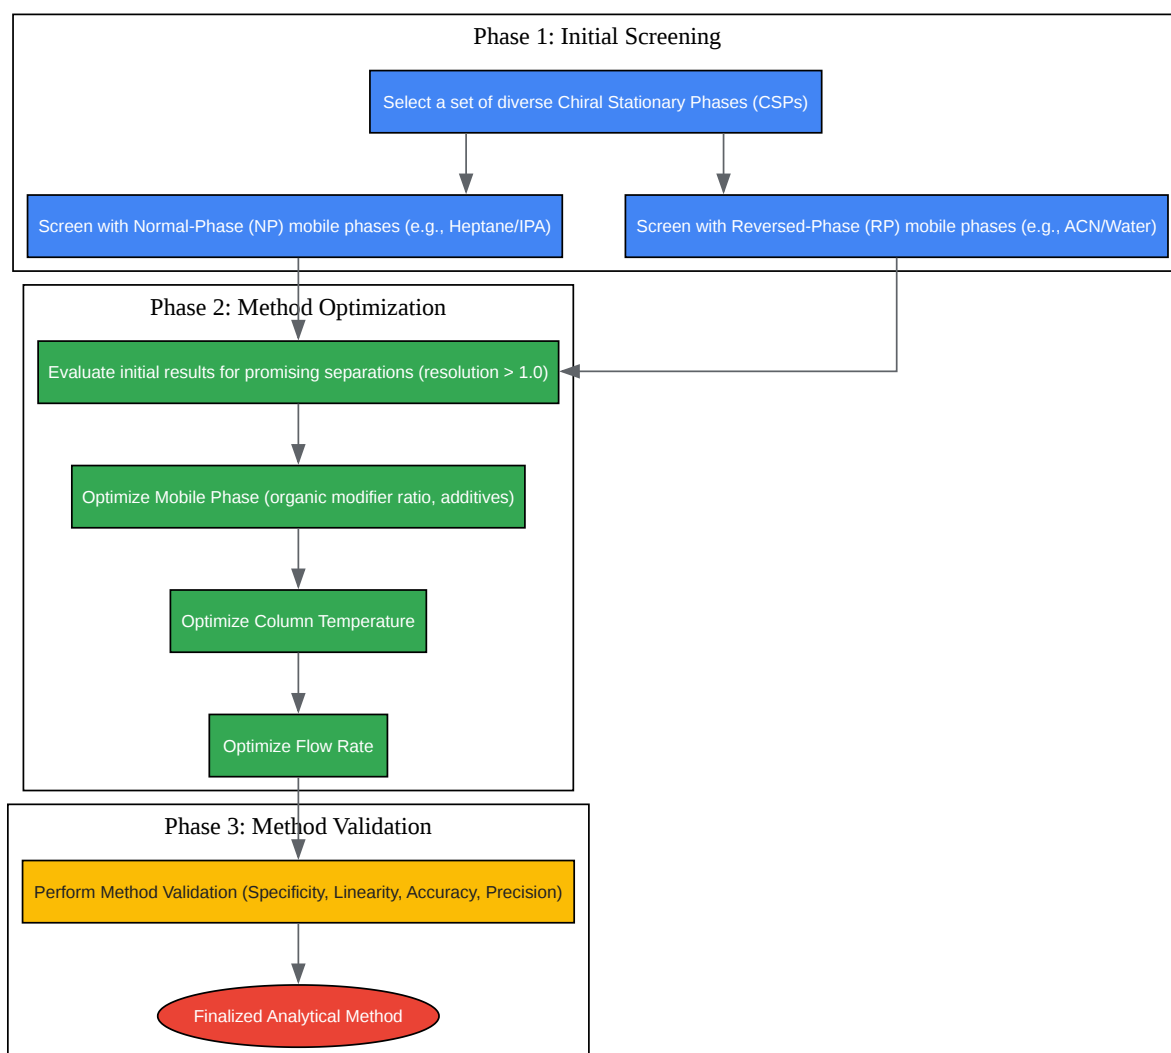 Phase 1: Initial Screening
Select a set of diverse Chiral Stationary Phases (CSPs)
Screen with Normal-Phase (NP) mobile phases (e.g., Heptane/IPA)
Screen with Reversed-Phase (RP) mobile phases (e.g., ACN/Water)
Phase 2: Method Optimization
Evaluate initial results for promising separations (resolution > 1.0)
Optimize Mobile Phase (organic modifier ratio, additives)
Optimize Column Temperature
Optimize Flow Rate
Phase 3: Method Validation
Perform Method Validation (Specificity, Linearity, Accuracy, Precision)
Finalized Analytical Method